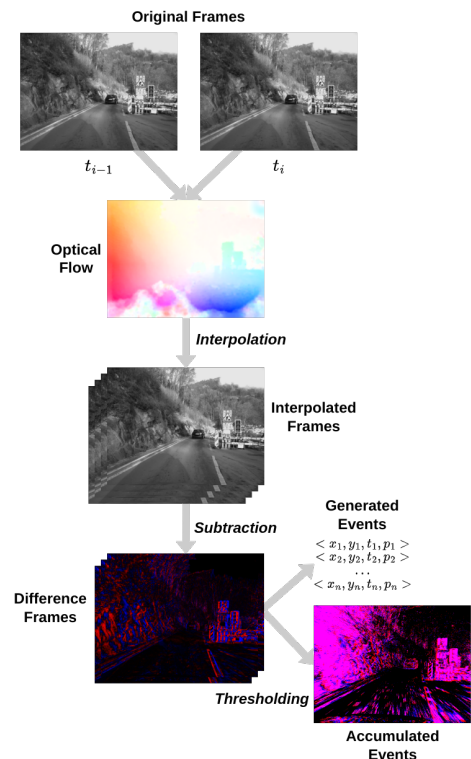 Original Frames
t_{i−1}
t_i
Optical
Flow
Interpolation
Interpolated
Frames
Subtraction
Generated
Events
< x_1, y_1, t_1, p_1 >
< x_2, y_2, t_2, p_2 >
...
< x_n, y_n, t_n, p_n >
Difference
Frames
Thresholding
Accumulated
Events